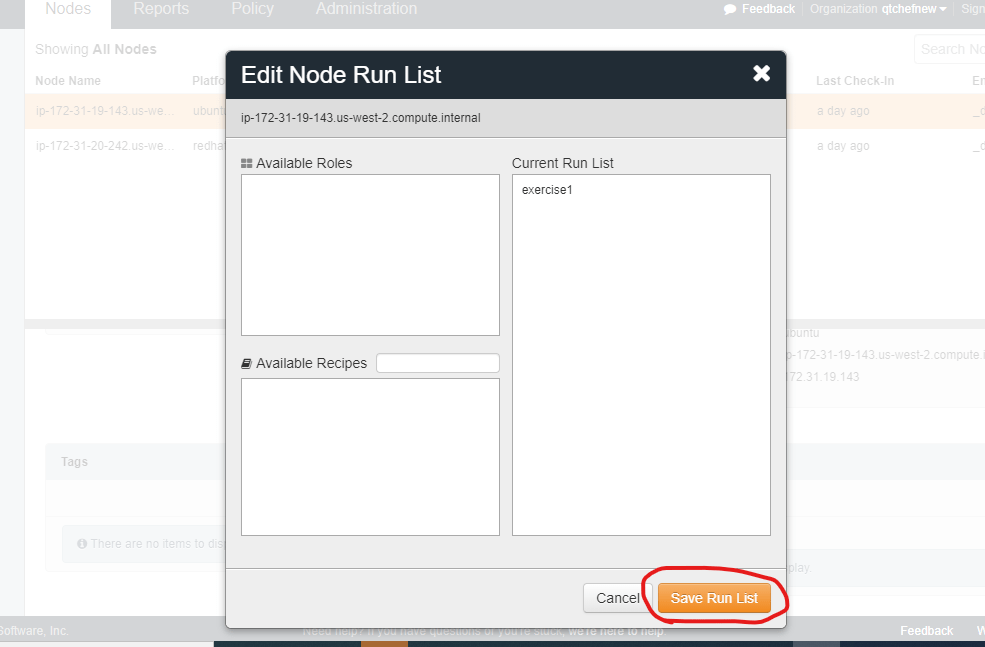 Nodes Reports Policy Administration Feedback Organization qtchefnew Sign
Showing All Nodes Search No
Node Name Platfo Last Check-In En
ip-172-31-19-143.us-we... ubuntu a day ago _d
ip-172-31-20-242.us-we... redhat a day ago _d
Edit Node Run List
ip-172-31-19-143.us-west-2.compute.internal
Available Roles
Current Run List
exercise1
Available Recipes
ubuntu
p-172-31-19-143.us-west-2.compute.i
172.31.19.143
Tags
There are no items to disp
play.
Cancel Save Run List
Software, Inc. Need help? If you have questions or you're stuck, we're here to help Feedback W